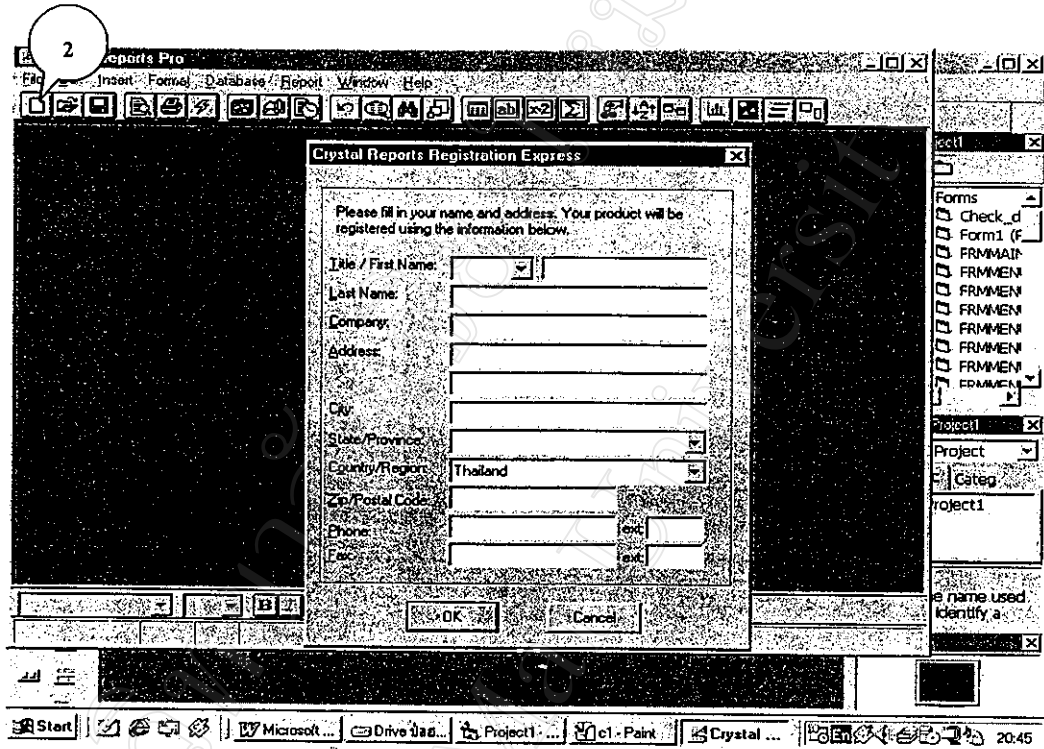 2
Reports Pro
File Insert Format Database Report Window Help
Crystal Reports Registration Express
Please fill in your name and address. Your product will be
registered using the information below.
Title / First Name:
Last Name:
Company:
Address:
City:
State/Province:
Country/Region: Thailand
Zip/Postal Code:
Phone: ext:
Fax: ext:
OK Cancel
ect1
Forms
Check_d
Form1 (F
FRMMAIN
FRMMEN
FRMMEN
FRMMEN
FRMMEN
FRMMEN
FRMMEN
FRMMEN
Project1
Project
Categ
roject1
e name used
identify a
Start Microsoft ... Project1 - ... c1 - Paint Crystal ... En 20:45